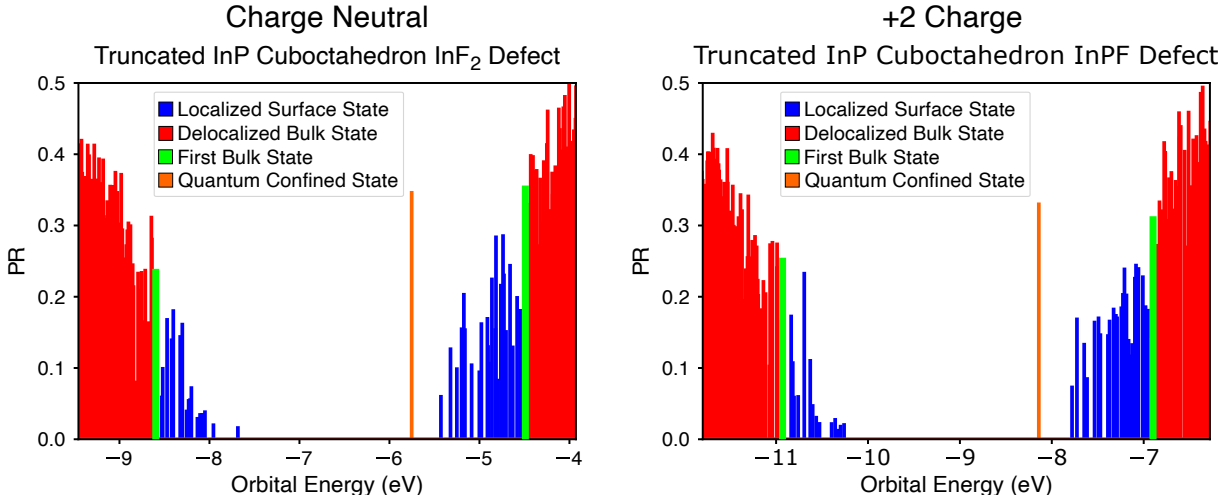 Charge Neutral
Truncated InP Cuboctahedron InF₂ Defect
0.5
0.4
0.3
0.2
0.1
0.0
PR
Localized Surface State
Delocalized Bulk State
First Bulk State
Quantum Confined State
−9
−8
−7
−6
−5
−4
Orbital Energy (eV)
+2 Charge
Truncated InP Cuboctahedron InPF Defect
0.5
0.4
0.3
0.2
0.1
0.0
PR
Localized Surface State
Delocalized Bulk State
First Bulk State
Quantum Confined State
−11
−10
−9
−8
−7
Orbital Energy (eV)